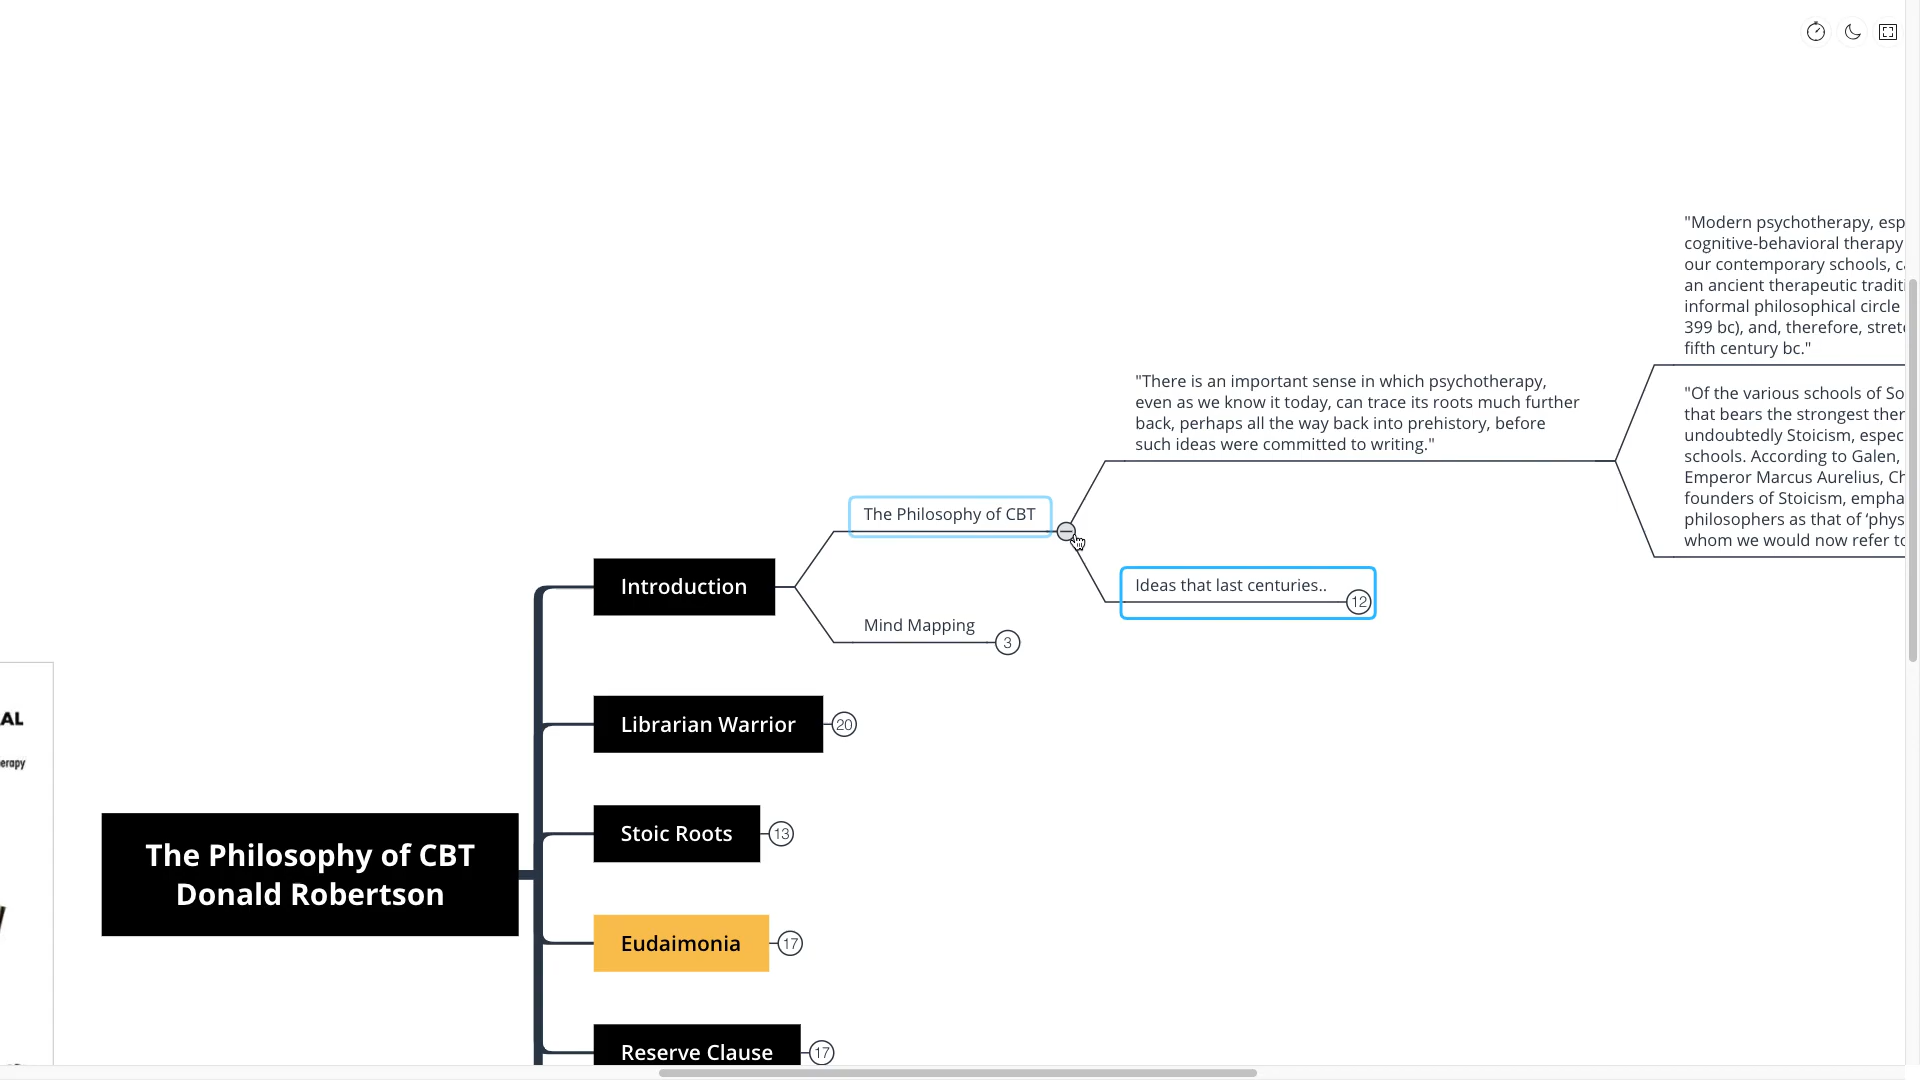 "Modern psychotherapy, esp
cognitive-behavioral therapy
our contemporary schools, c
an ancient therapeutic tradit
informal philosophical circle
399 bc), and, therefore, stret
fifth century bc."
"There is an important sense in which psychotherapy,
even as we know it today, can trace its roots much further
back, perhaps all the way back into prehistory, before
such ideas were committed to writing."
"Of the various schools of So
that bears the strongest ther
undoubtedly Stoicism, espec
schools. According to Galen,
Emperor Marcus Aurelius, Ch
founders of Stoicism, empha
philosophers as that of ‘phys
whom we would now refer to
The Philosophy of CBT
Ideas that last centuries..
12
Introduction
Mind Mapping
3
Librarian Warrior
20
AL
erapy
Stoic Roots
13
The Philosophy of CBT
Donald Robertson
Eudaimonia
17
Reserve Clause
17